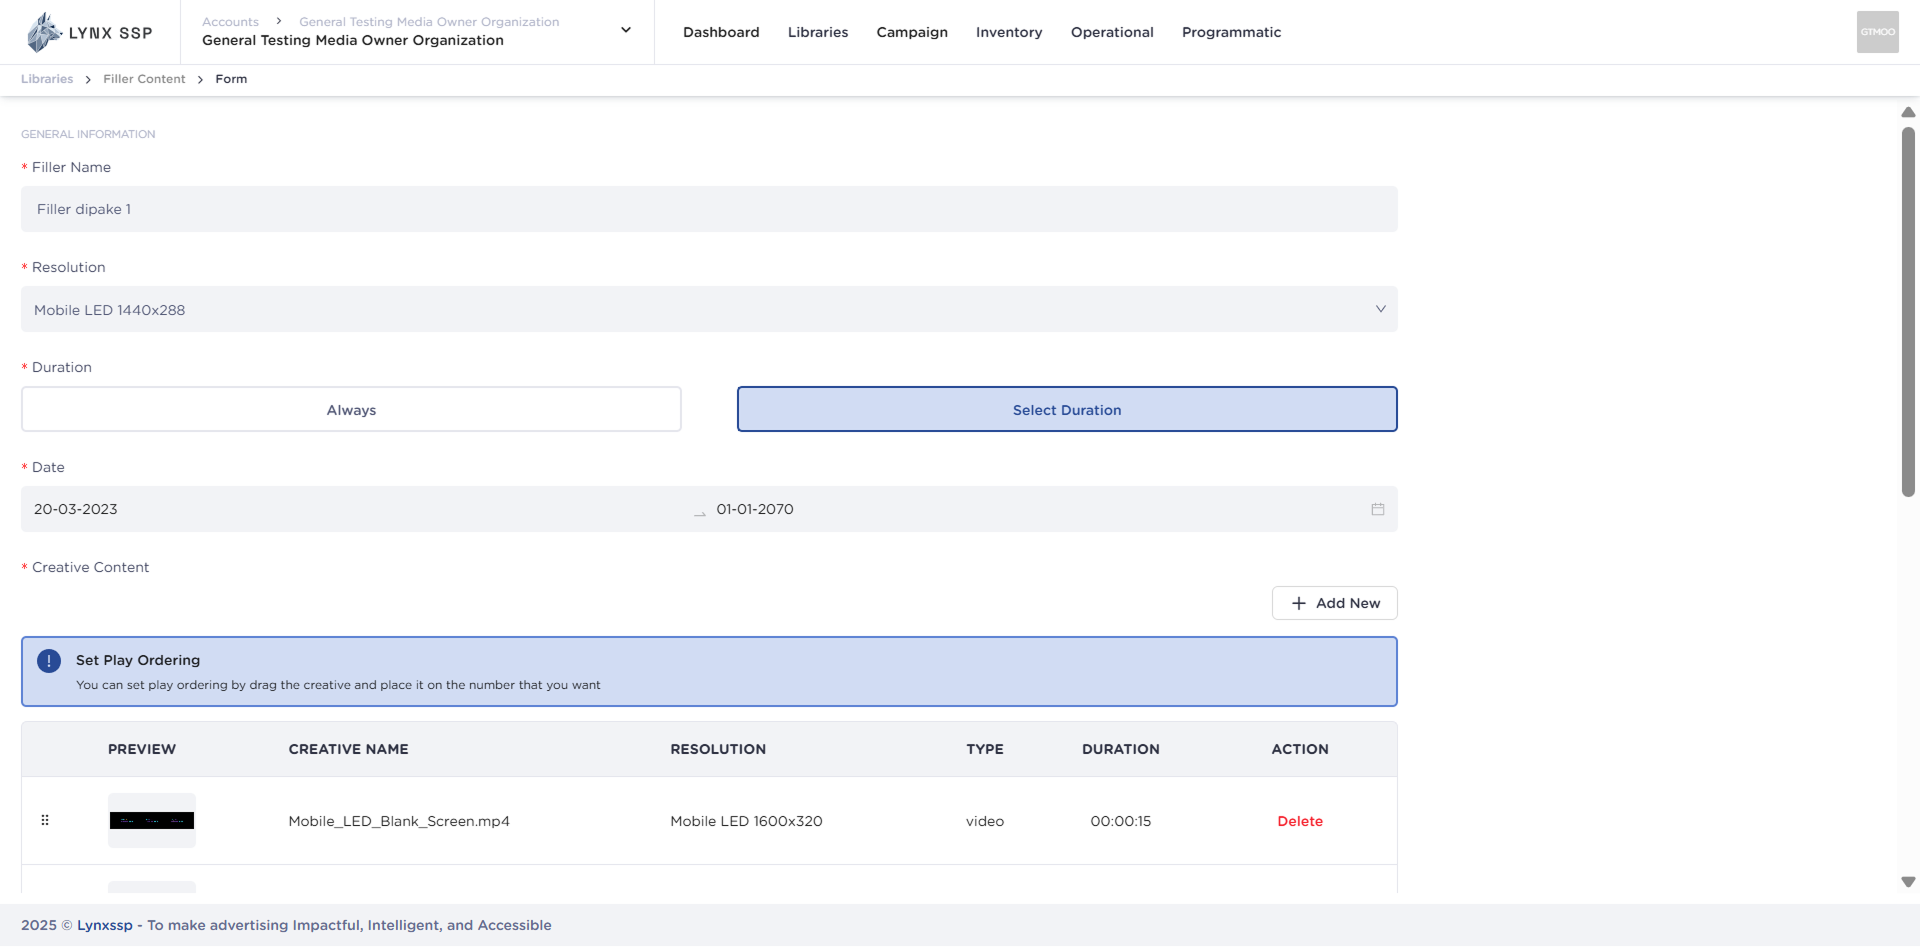 LYNX SSP
Accounts > General Testing Media Owner Organization
General Testing Media Owner Organization
Dashboard Libraries Campaign Inventory Operational Programmatic
GTMOO
Libraries > Filler Content > Form
GENERAL INFORMATION
* Filler Name
Filler dipake 1
* Resolution
Mobile LED 1440x288
* Duration
Always Select Duration
* Date
20-03-2023 01-01-2070
* Creative Content
+ Add New
! Set Play Ordering
You can set play ordering by drag the creative and place it on the number that you want
PREVIEW CREATIVE NAME RESOLUTION TYPE DURATION ACTION
Mobile_LED_Blank_Screen.mp4 Mobile LED 1600x320 video 00:00:15 Delete
2025 © Lynxssp - To make advertising Impactful, Intelligent, and Accessible